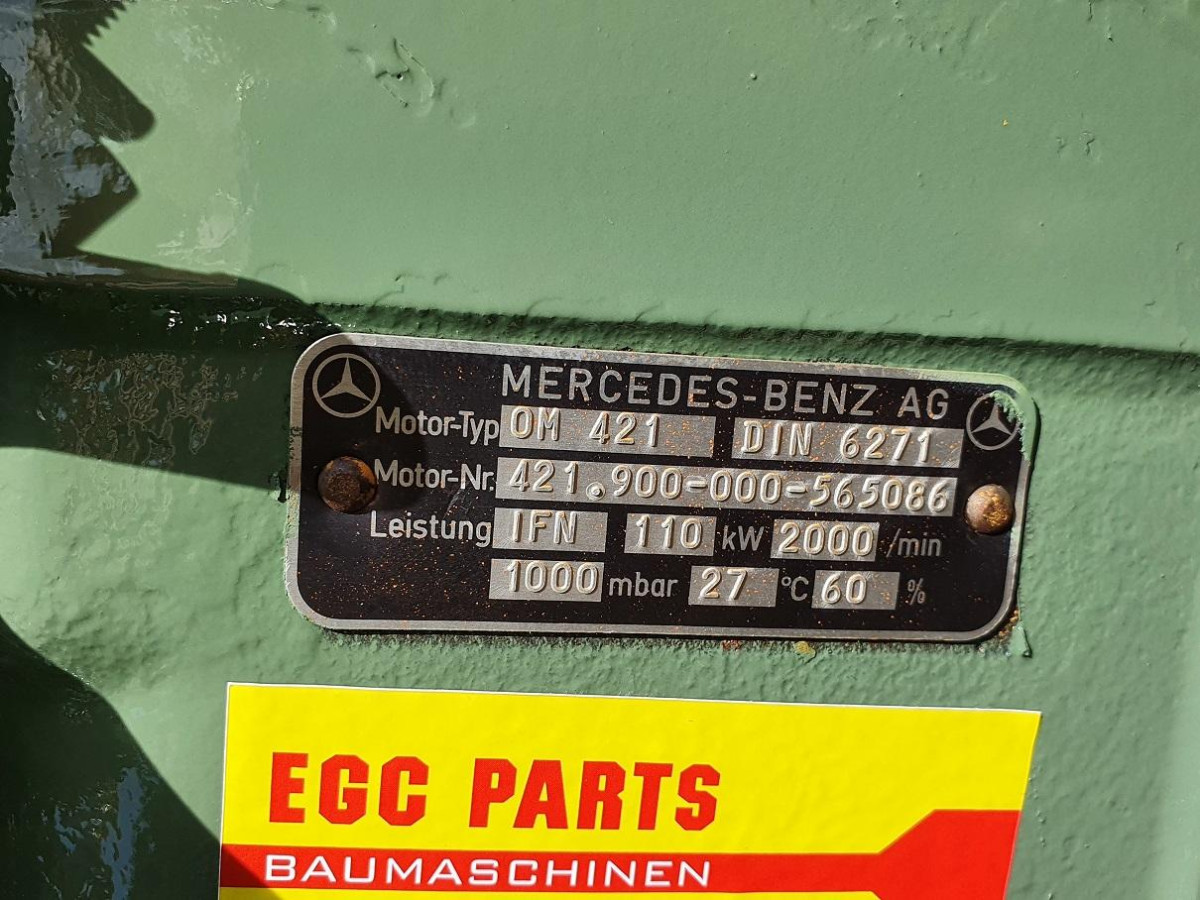 MERCEDES-BENZ AG
Motor-Typ OM 421 DIN 6271
Motor-Nr. 421.900-000-565086
Leistung IFN 110 kW 2000 /min
1000 mbar 27 °C 60 %
EGC PARTS
BAUMASCHINEN